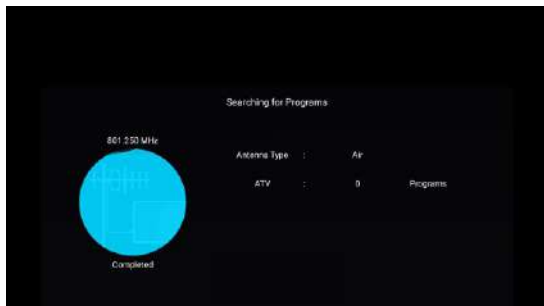 Searching for Programs
801.250 MHz
Antenna Type : Air
ATV : 0 Programs
Completed